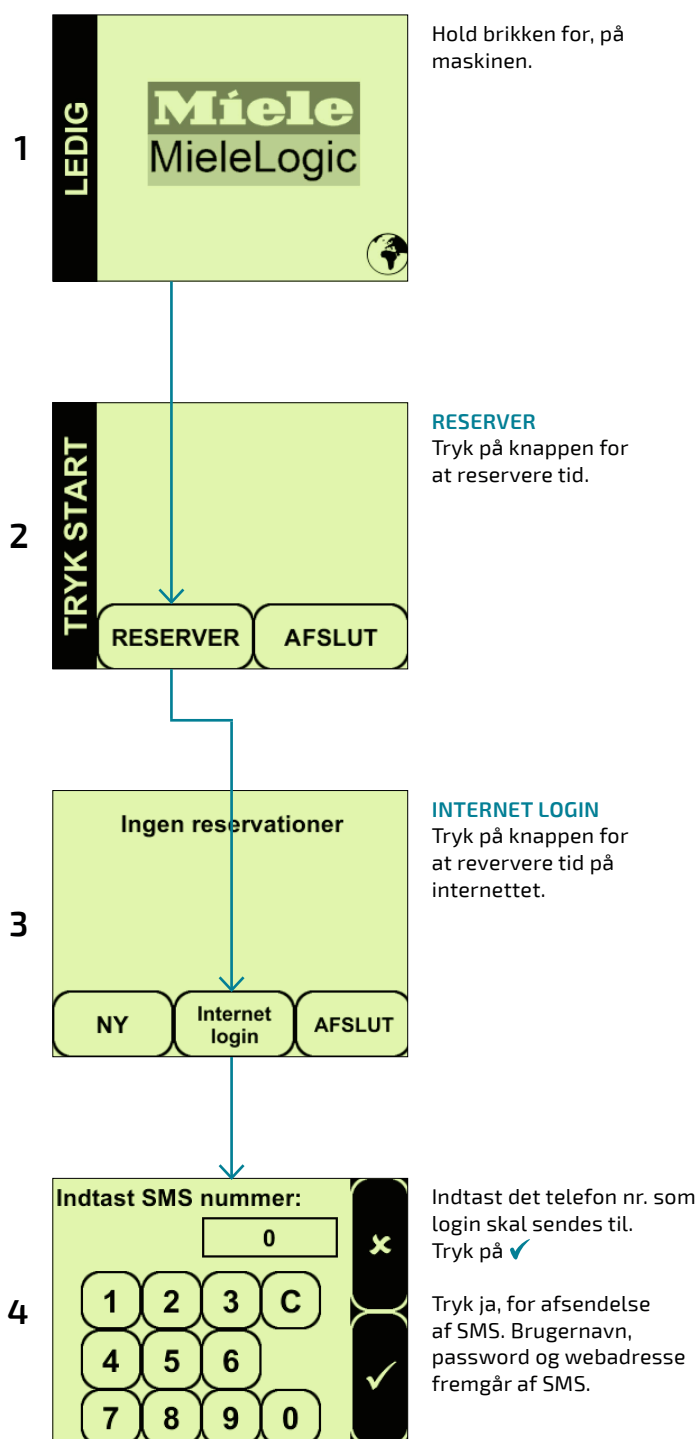 1
LEDIG
Miele
MieleLogic
Hold brikken for, på
maskinen.
2
TRYK START
RESERVER
AFSLUT
RESERVER
Tryk på knappen for
at reservere tid.
3
Ingen reservationer
NY
Internet
login
AFSLUT
INTERNET LOGIN
Tryk på knappen for
at reververe tid på
internettet.
4
Indtast SMS nummer:
0
1 2 3 C
4 5 6
7 8 9 0
Indtast det telefon nr. som
login skal sendes til.
Tryk på ✓
Tryk ja, for afsendelse
af SMS. Brugernavn,
password og webadresse
fremgår af SMS.